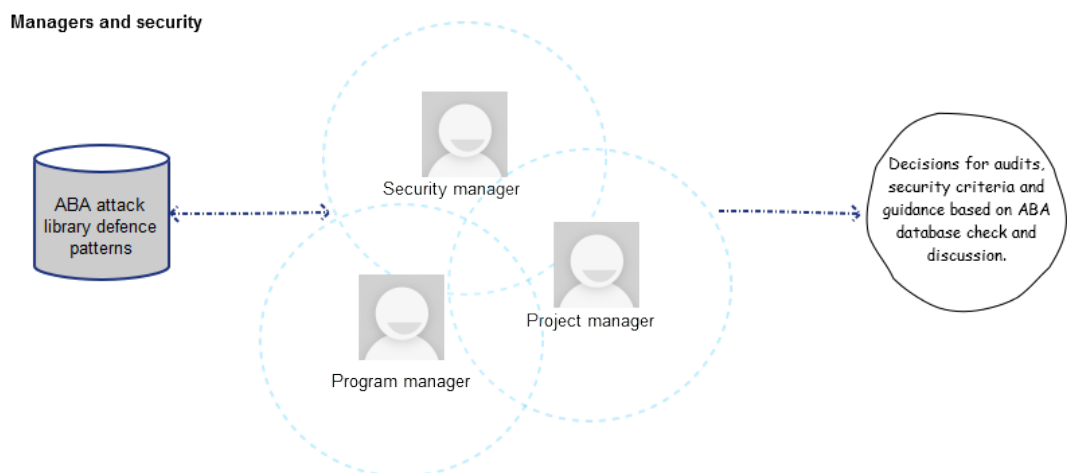 Managers and security
Security manager
ABA attack
library defence
patterns
Decisions for audits,
security criteria and
guidance based on ABA
database check and
discussion.
Project manager
Program manager